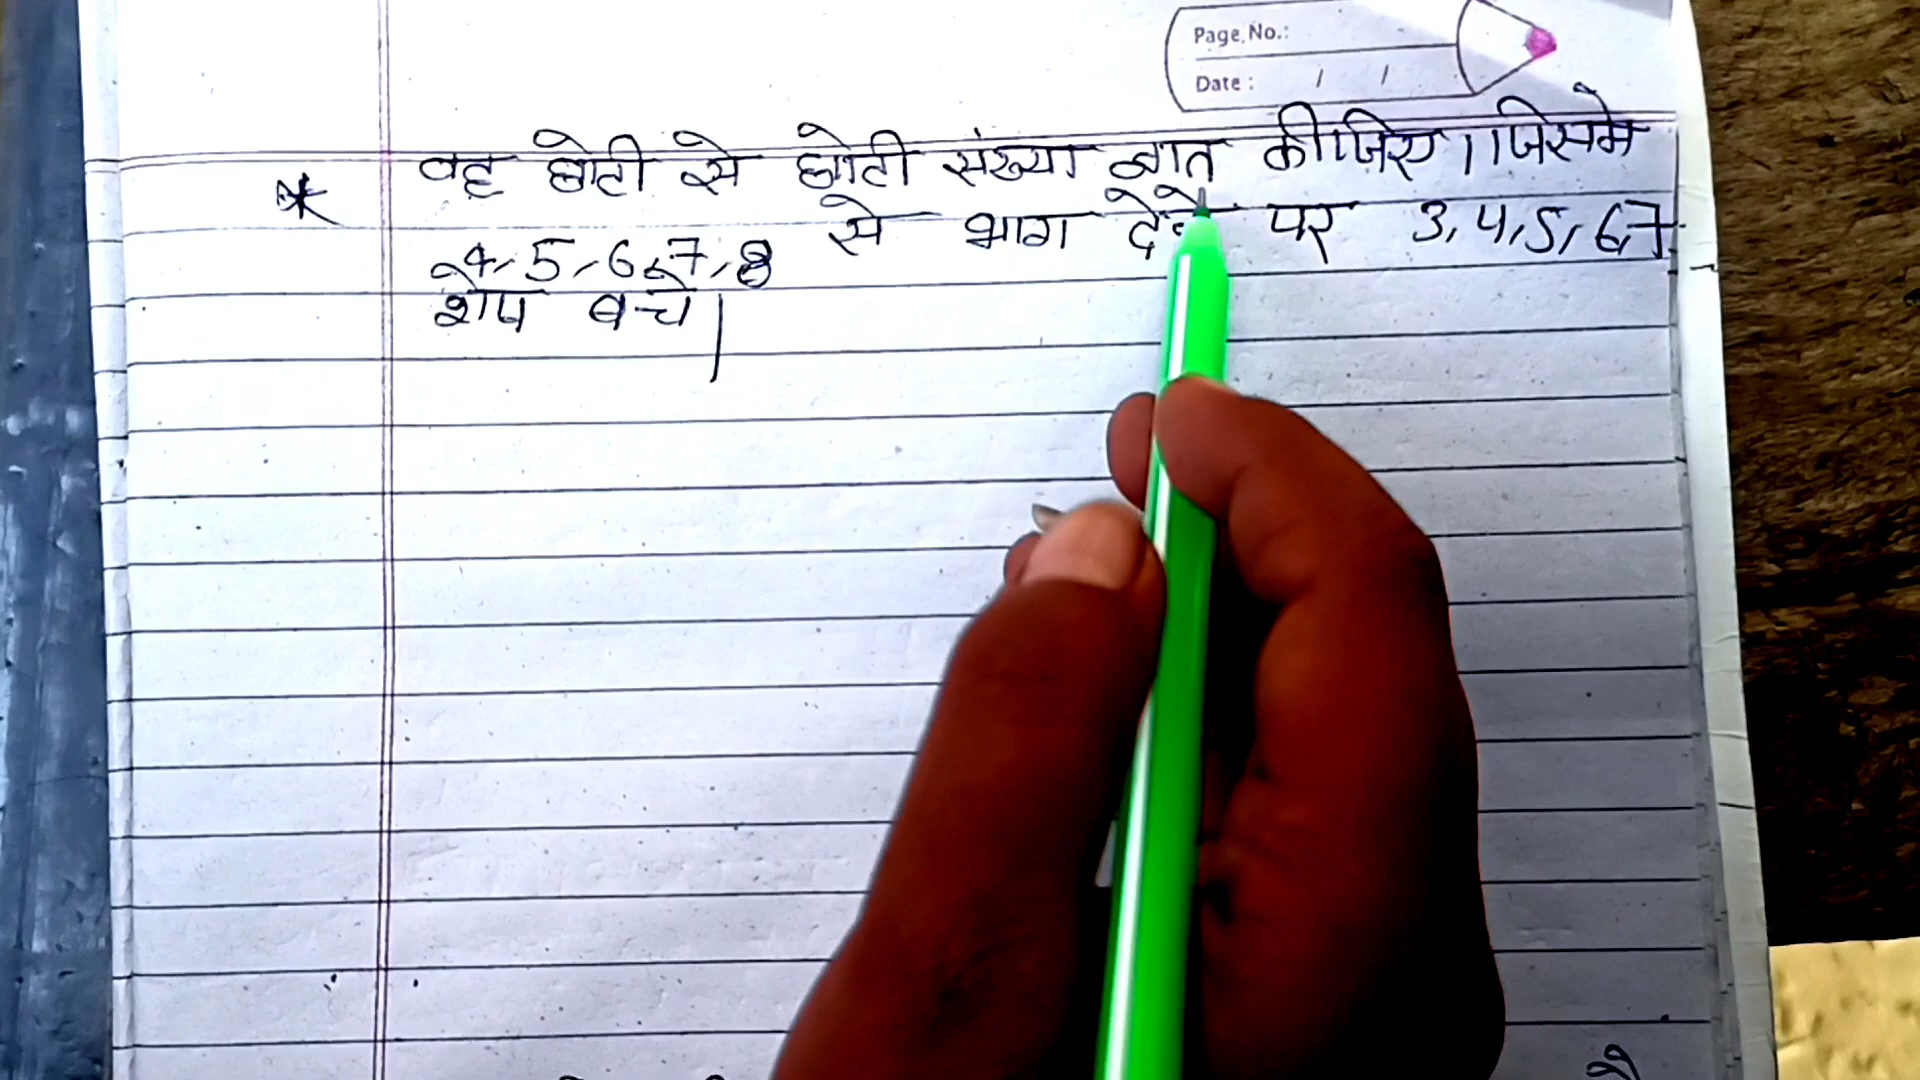 Page No.:
Date : / /
* वह छोटी से छोटी संख्या ज्ञात कीजिए। जिसमे
4, 5, 6, 7, 8 से भाग देने पर 3, 4, 5, 6, 7
शेष बचे|